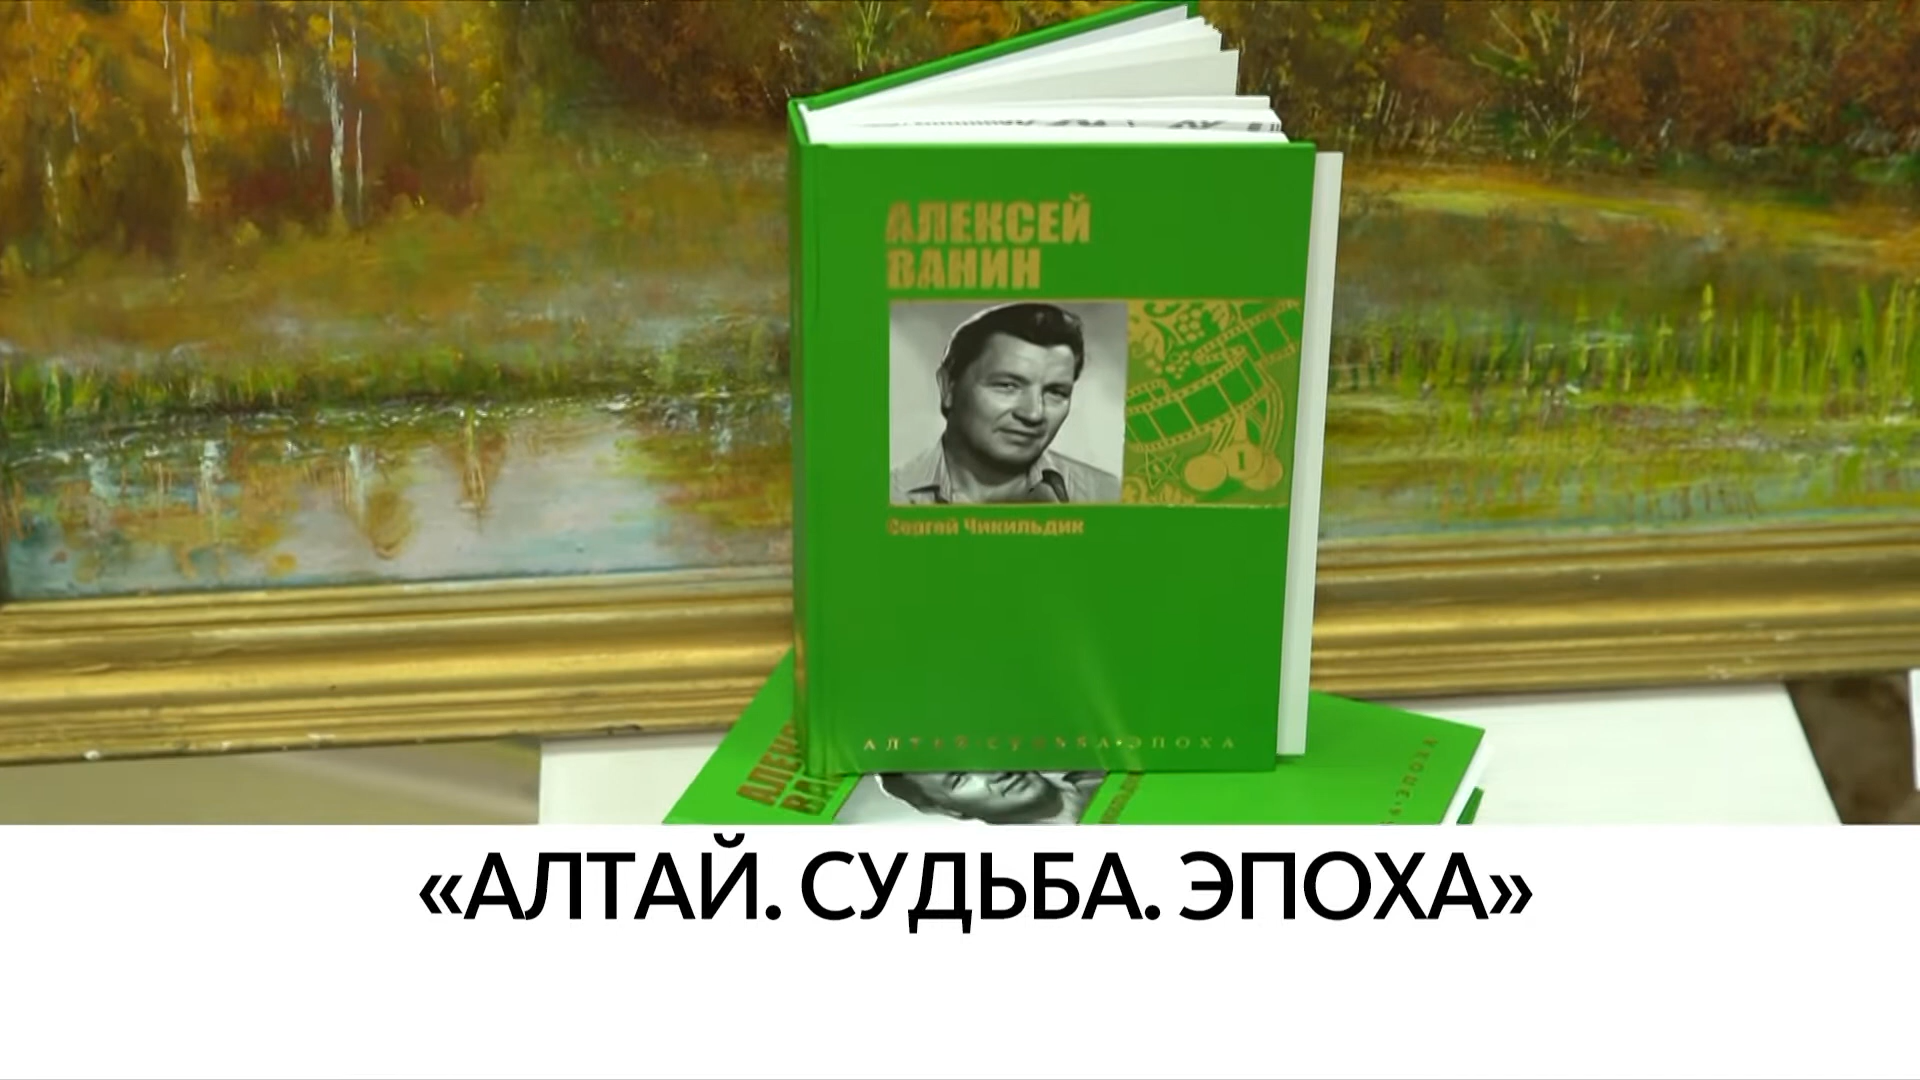 АЛЕКСЕЙ
ВАНИН
Сергей Чикильдик
АЛТАЙ•СУДЬБА•ЭПОХА
«АЛТАЙ. СУДЬБА. ЭПОХА»